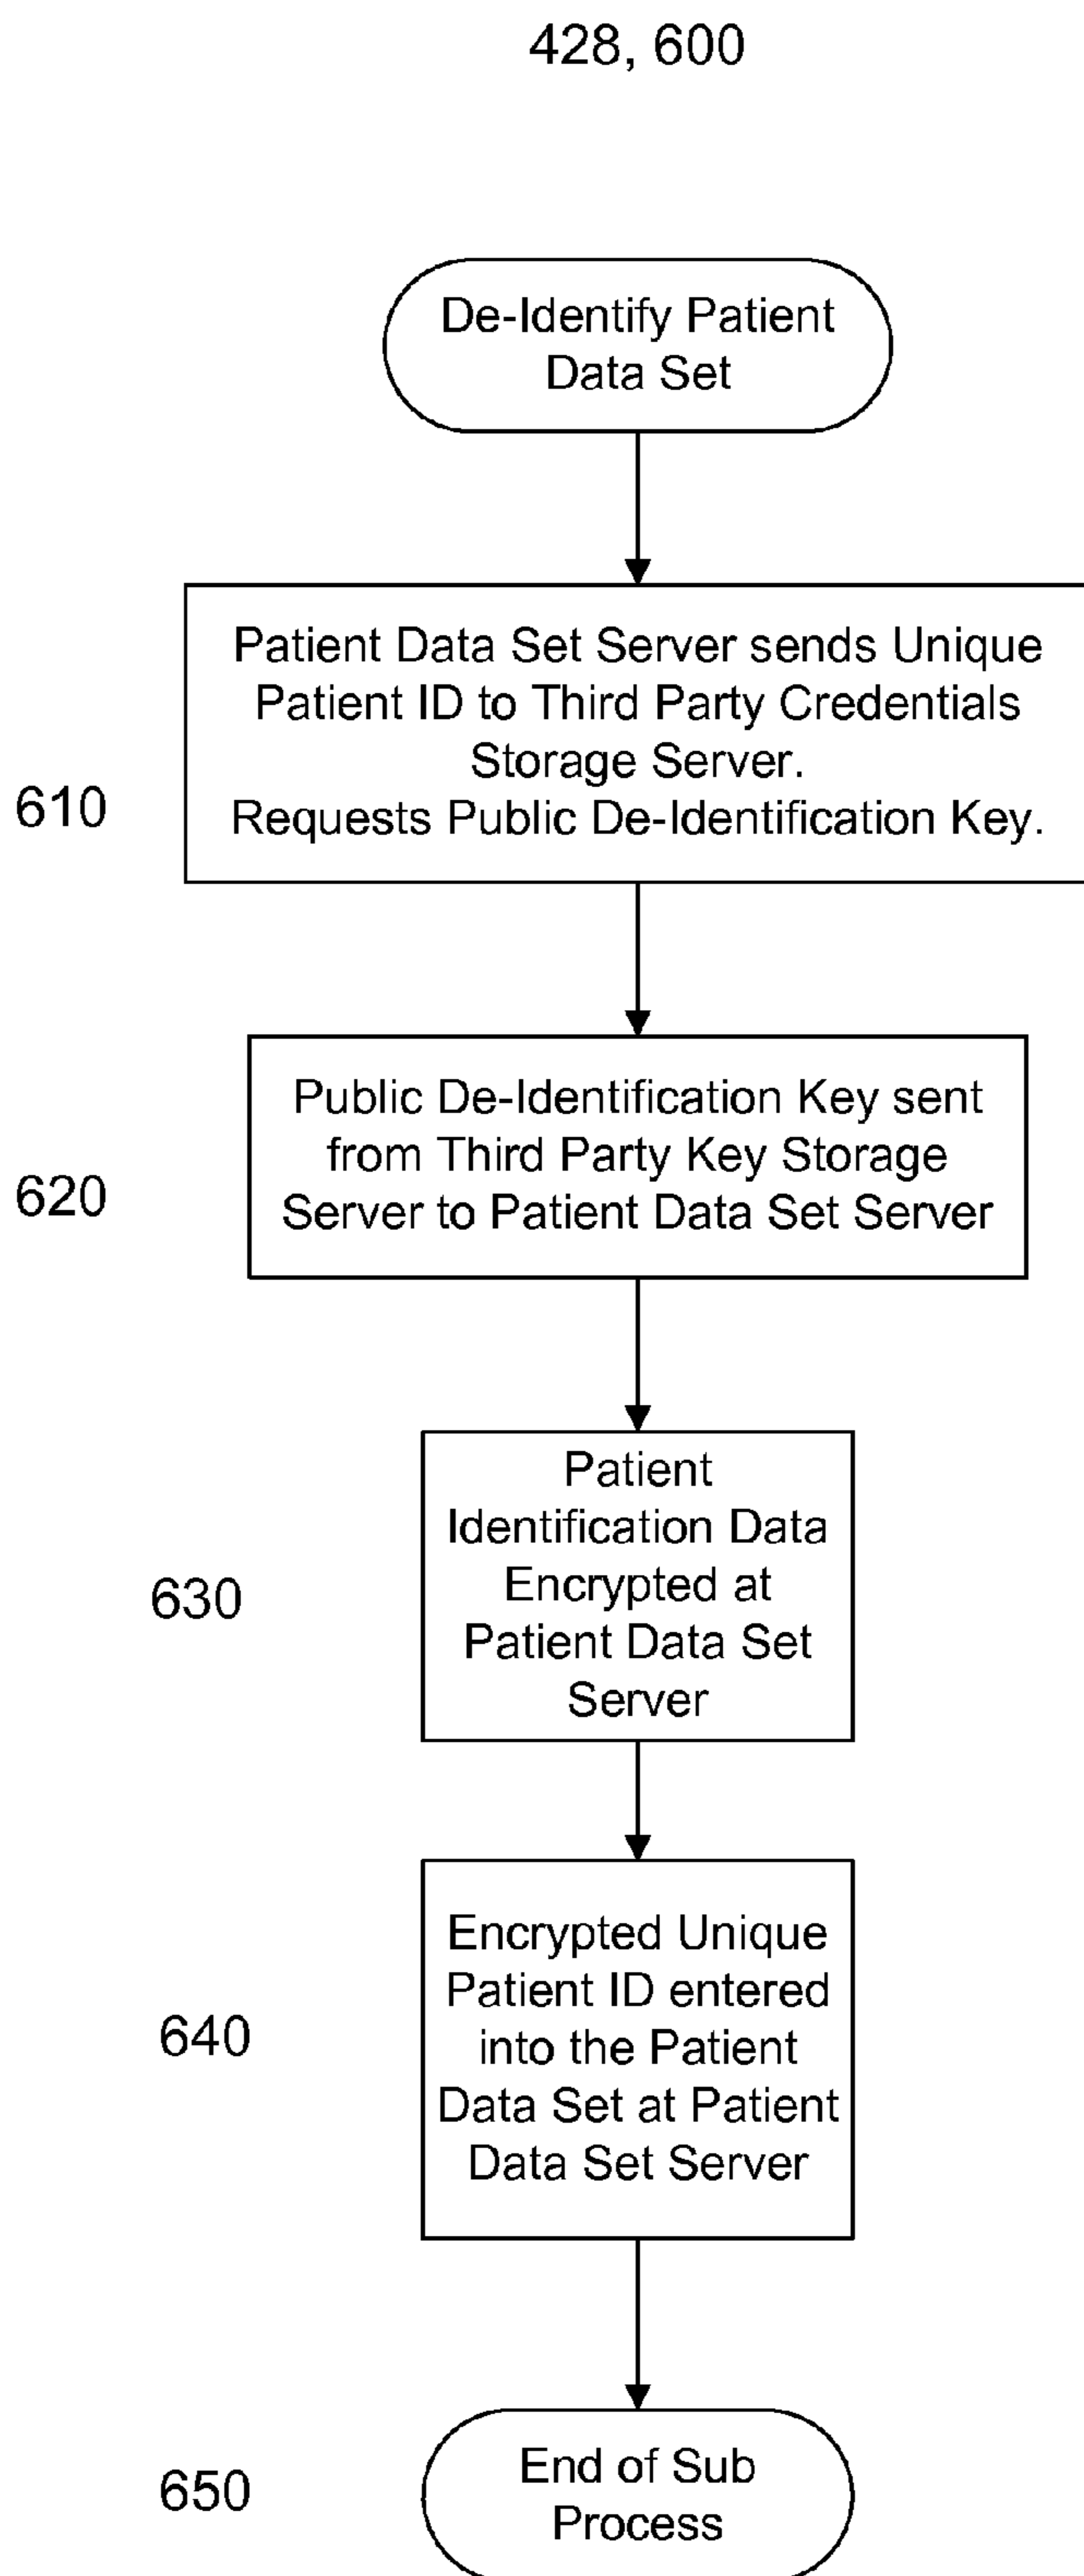 428, 600
De-Identify Patient
Data Set
Patient Data Set Server sends Unique
Patient ID to Third Party Credentials
Storage Server.
Requests Public De-Identification Key.
610
Public De-Identification Key sent
from Third Party Key Storage
Server to Patient Data Set Server
620
Patient
Identification Data
Encrypted at
Patient Data Set
Server
630
Encrypted Unique
Patient ID entered
into the Patient
Data Set at Patient
Data Set Server
640
End of Sub
Process
650